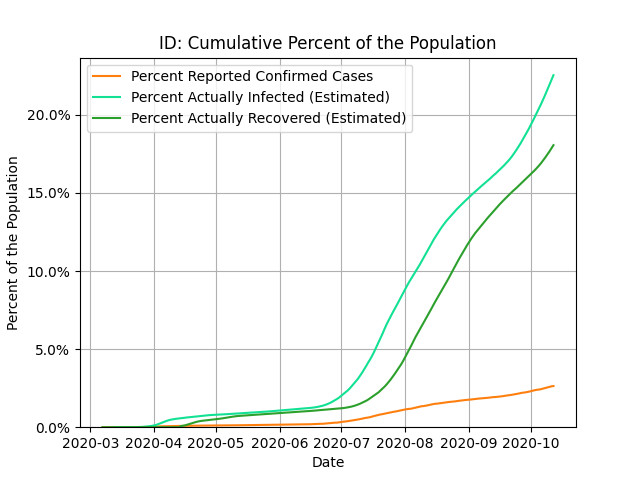 ID: Cumulative Percent of the Population
Percent Reported Confirmed Cases
Percent Actually Infected (Estimated)
Percent Actually Recovered (Estimated)
Percent of the Population
20.0%
15.0%
10.0%
5.0%
0.0%
2020-03 2020-04 2020-05 2020-06 2020-07 2020-08 2020-09 2020-10
Date